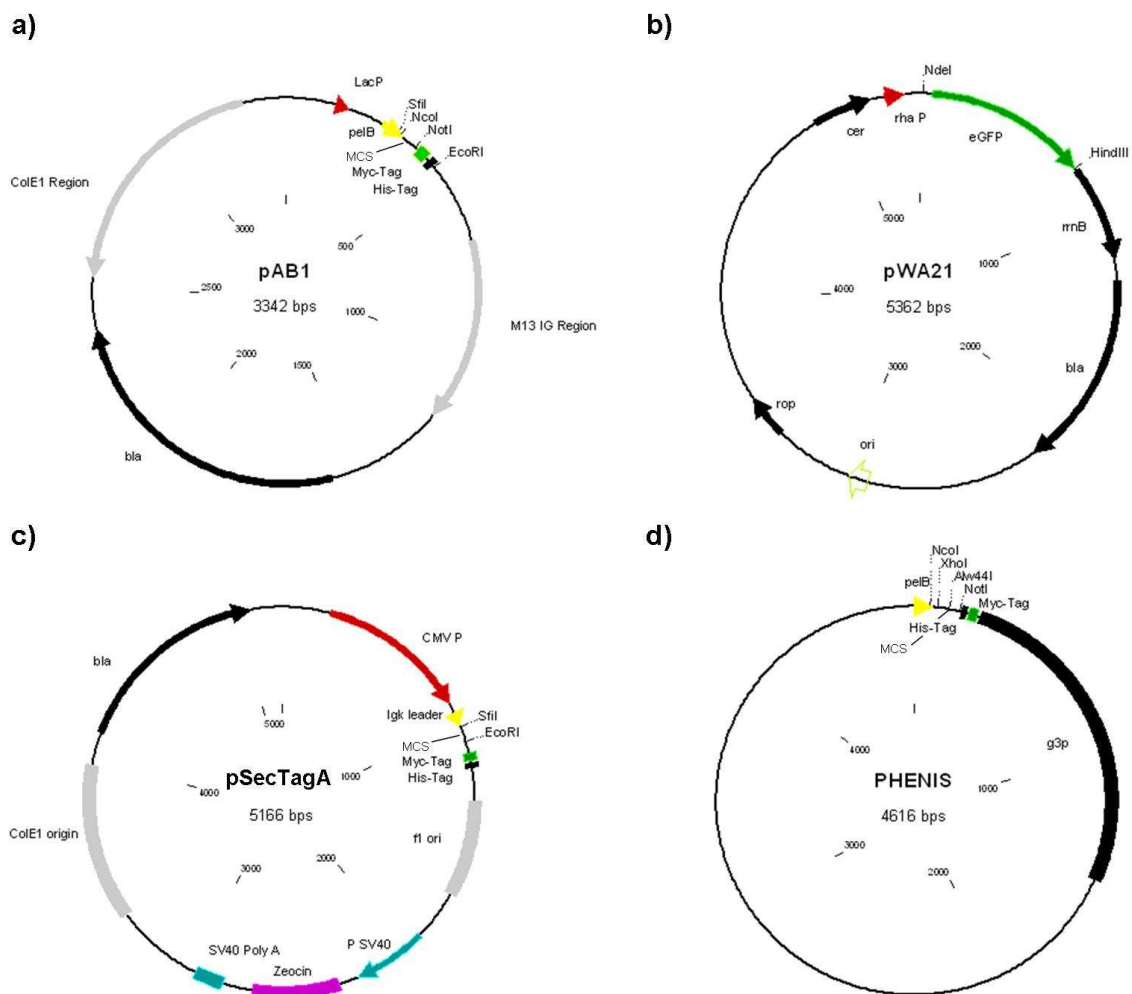 a)
LacP
SfiI
NcoI
NotI
pelB
MCS
EcoRI
Myc-Tag
His-Tag
ColE1 Region
I
3000
500
pAB1
2500
3342 bps
1000
M13 IG Region
2000
1500
bla
b)
NdeI
cer
rha P
eGFP
HindIII
5000
rrnB
1000
pWA21
4000
5362 bps
2000
3000
bla
rop
ori
c)
bla
CMV P
5000
Igk leader
SfiI
EcoRI
MCS
Myc-Tag
His-Tag
1000
4000
pSecTagA
5166 bps
ColE1 origin
f1 ori
2000
3000
SV40 Poly A
P SV40
Zeocin
d)
NcoI
XhoI
Alw44I
NotI
pelB
Myc-Tag
His-Tag
MCS
4000
g3p
PHENIS
1000
4616 bps
3000
2000